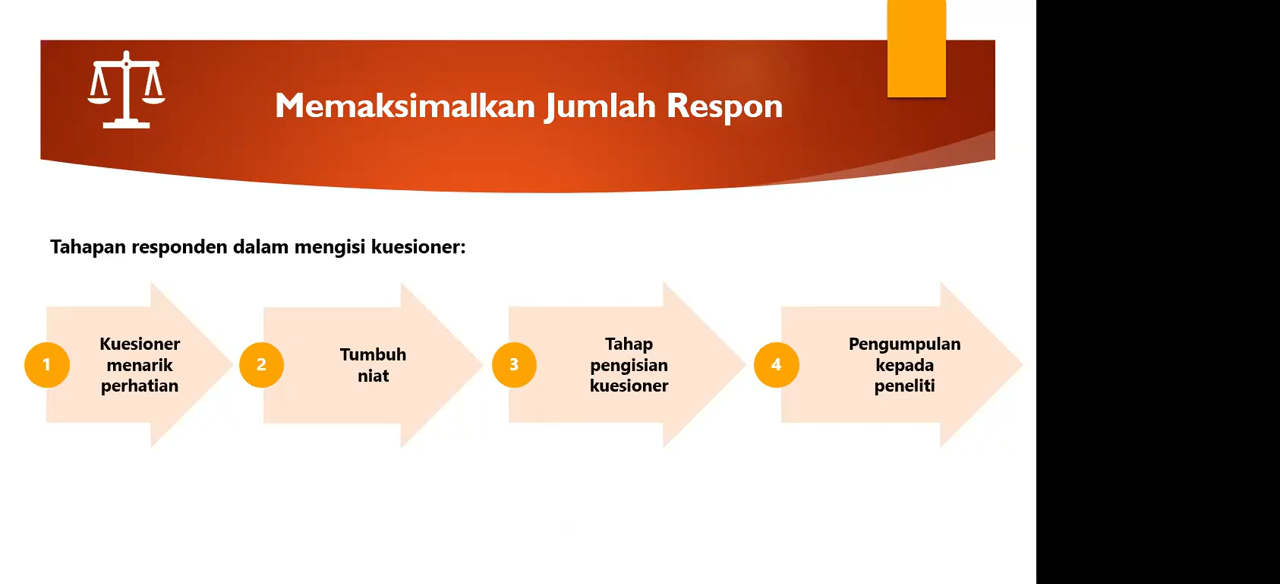 Memaksimalkan Jumlah Respon
Tahapan responden dalam mengisi kuesioner:
1
Kuesioner
menarik
perhatian
2
Tumbuh
niat
3
Tahap
pengisian
kuesioner
4
Pengumpulan
kepada
peneliti